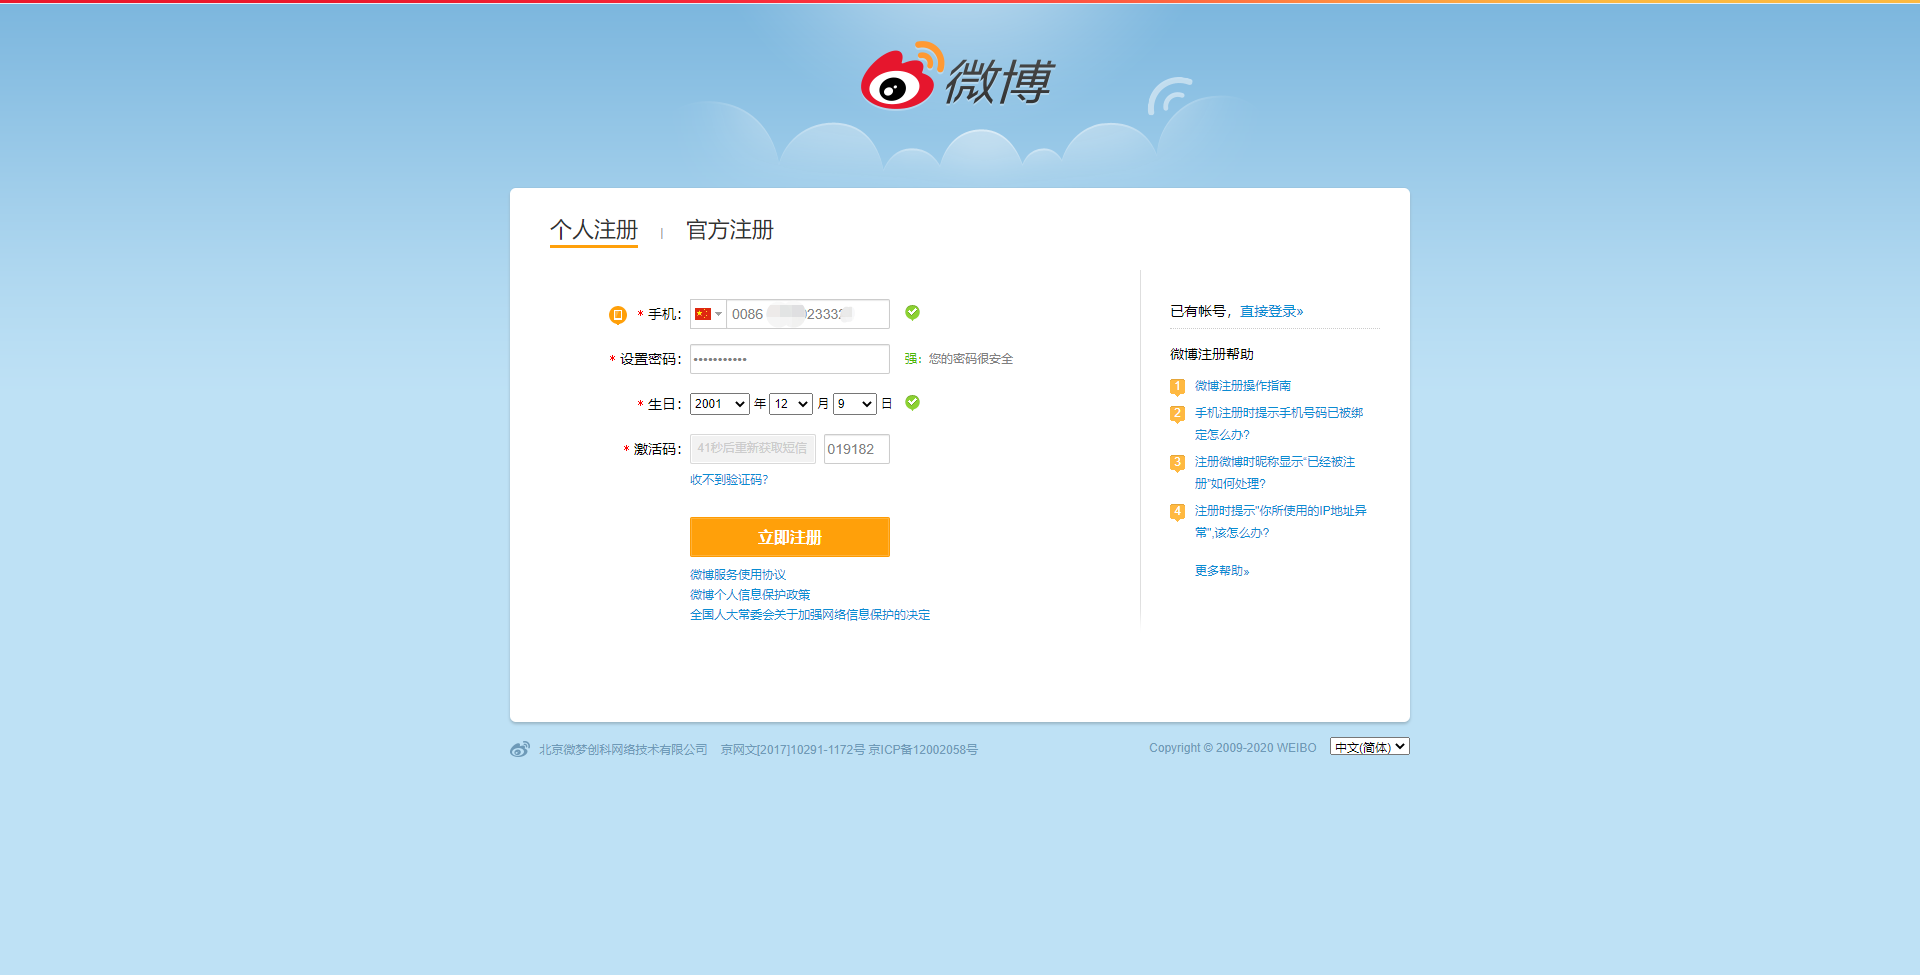 微博
个人注册 | 官方注册
* 手机： 0086 02333
* 设置密码： 强：您的密码很安全
* 生日： 2001 年 12 月 9 日
* 激活码： 41秒后重新获取短信 019182
收不到验证码?
立即注册
微博服务使用协议
微博个人信息保护政策
全国人大常委会关于加强网络信息保护的决定
已有帐号，直接登录»
微博注册帮助
1 微博注册操作指南
2 手机注册时提示手机号码已被绑
定怎么办?
3 注册微博时昵称显示“已经被注
册”如何处理?
4 注册时提示"你所使用的IP地址异
常",该怎么办?
更多帮助»
北京微梦创科网络技术有限公司 京网文[2017]10291-1172号 京ICP备12002058号
Copyright © 2009-2020 WEIBO 中文(简体)